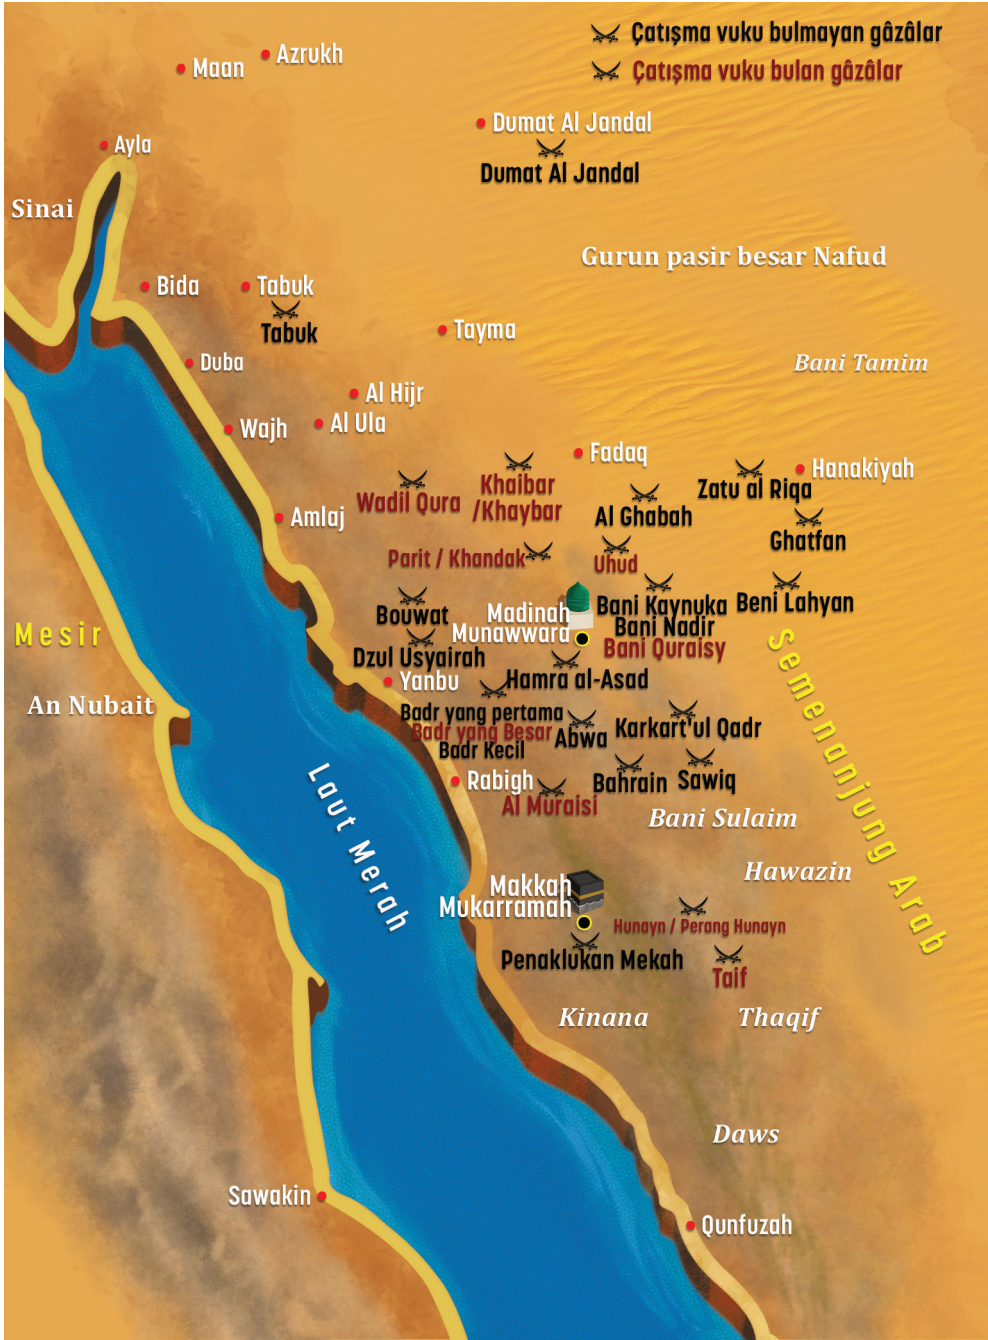 Çatışma vuku bulmayan gâzâlar
Çatışma vuku bulan gâzâlar
Azrukh
Maan
Dumat Al Jandal
Dumat Al Jandal
Ayla
Sinai
Gurun pasir besar Nafud
Bida
Tabuk
Tabuk
Tayma
Duba
Bani Tamim
Al Hijr
Al Ula
Wajh
Fadaq
Hanakiyah
Wadil Qura
Khaibar
/Khaybar
Zatu al Riqa
Al Ghabah
Amlaj
Ghatfan
Parit / Khandak
Uhud
Bouwat
Madinah
Munawwara
Bani Kaynuka
Bani Nadir
Bani Quraisy
Beni Lahyan
Mesir
Dzul Usyairah
Yanbu
Hamra al-Asad
An Nubait
Badr yang pertama
Badr yang Besar
Badr Kecil
Abwa
Karkart'ul Qadr
Semenanjung Arab
Rabigh
Bahrain
Sawiq
Al Muraisi
Laut Merah
Bani Sulaim
Hawazin
Makkah
Mukarramah
Hunayn / Perang Hunayn
Penaklukan Mekah
Taif
Kinana
Thaqif
Daws
Sawakin
Qunfuzah